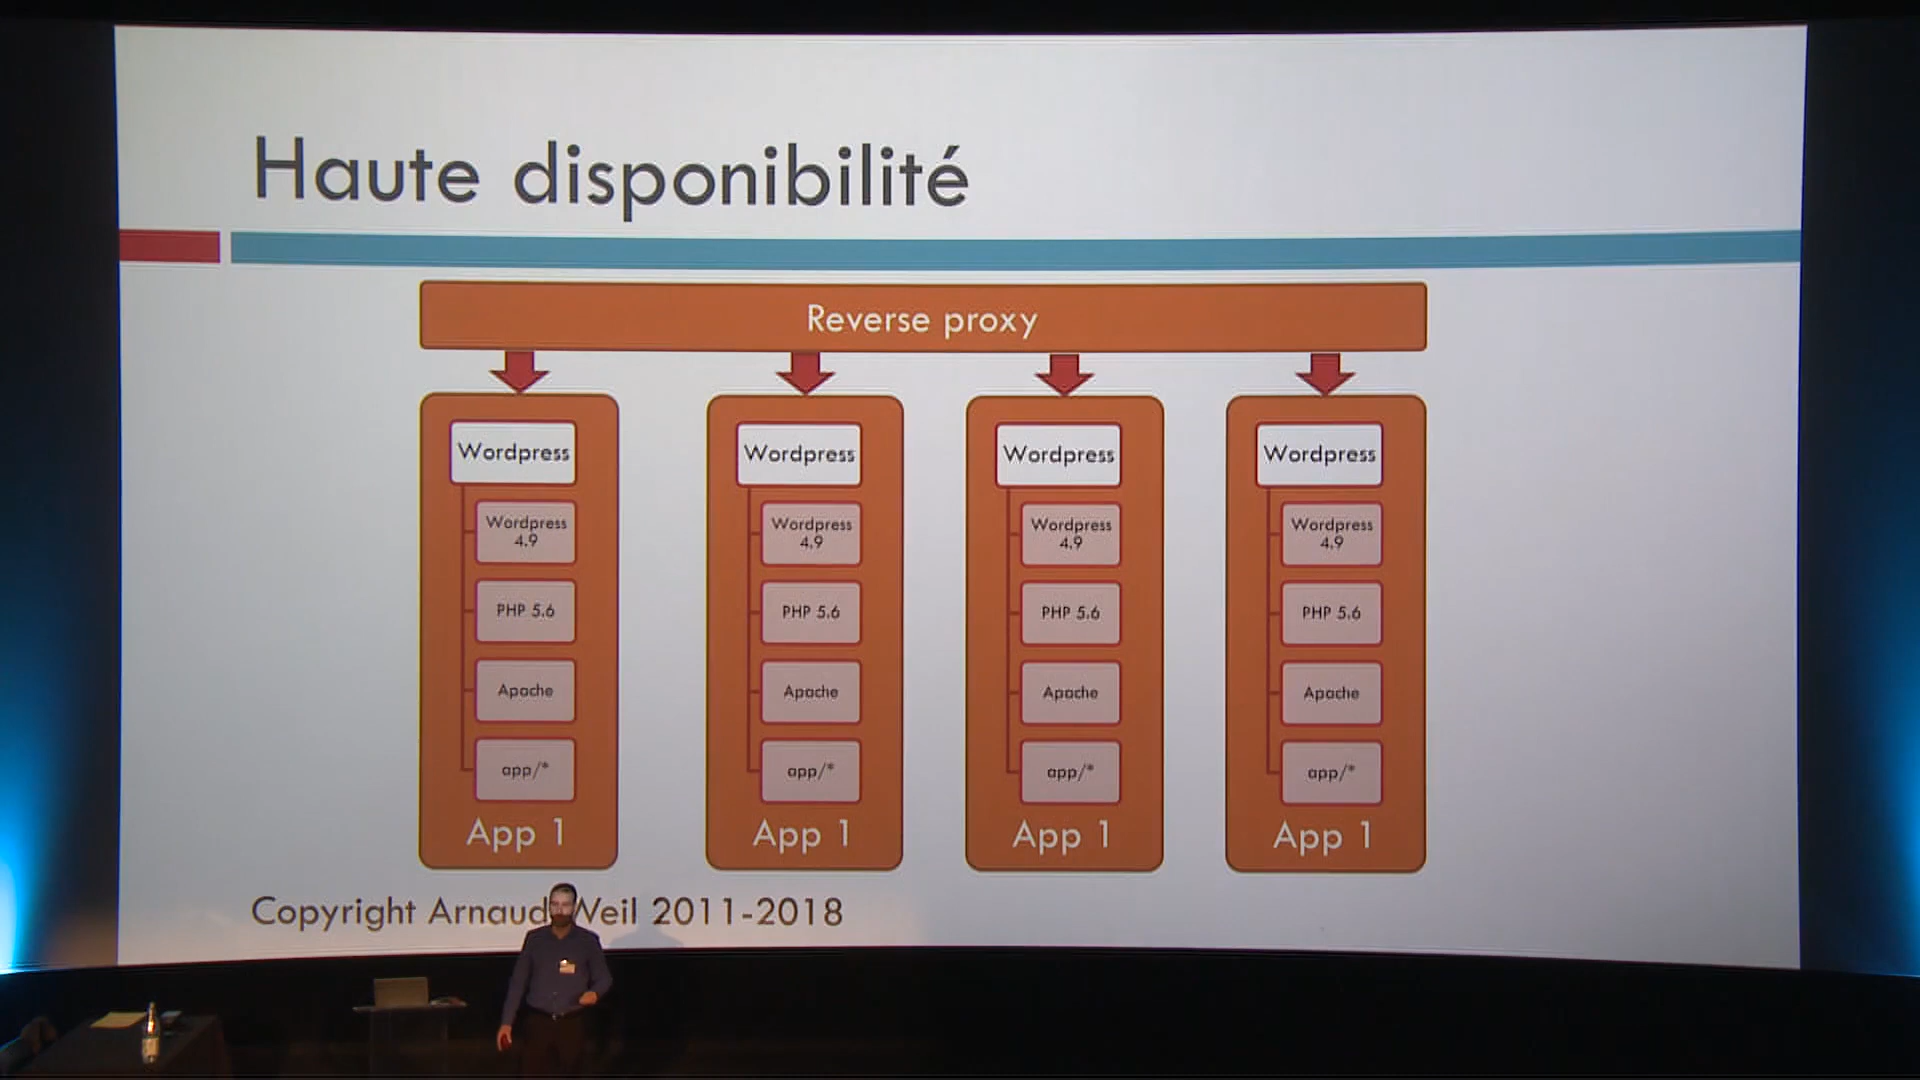 Haute disponibilité
Reverse proxy
Wordpress
Wordpress
4.9
PHP 5.6
Apache
app/*
App 1
Wordpress
Wordpress
4.9
PHP 5.6
Apache
app/*
App 1
Wordpress
Wordpress
4.9
PHP 5.6
Apache
app/*
App 1
Wordpress
Wordpress
4.9
PHP 5.6
Apache
app/*
App 1
Copyright Arnaud Weil 2011-2018